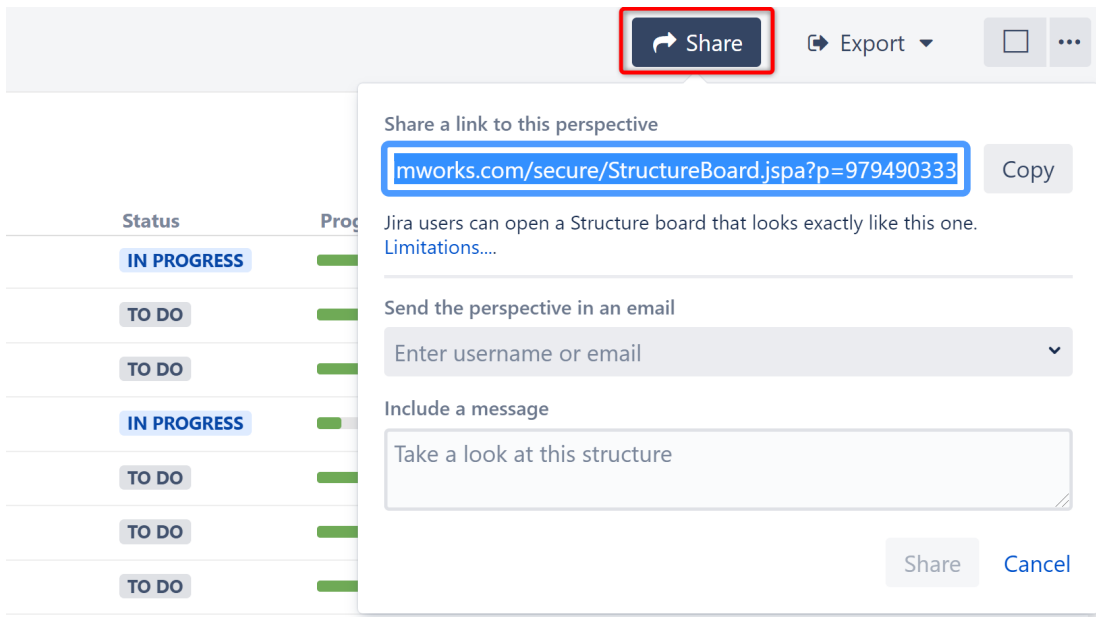 Share
Export
Share a link to this perspective
mworks.com/secure/StructureBoard.jspa?p=979490333
Copy
Jira users can open a Structure board that looks exactly like this one.
Limitations....
Send the perspective in an email
Enter username or email
Include a message
Take a look at this structure
Share
Cancel
Status
Prog
IN PROGRESS
TO DO
TO DO
IN PROGRESS
TO DO
TO DO
TO DO